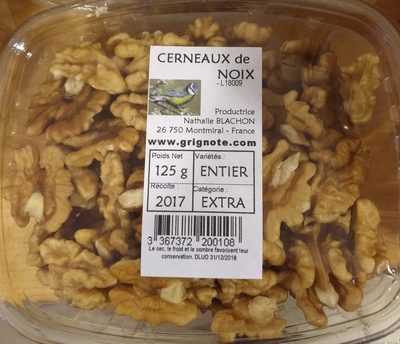 CERNEAUX de
NOIX
- L18009
Productrice
Nathalie BLACHON
26 750 Montmiral - France
www.grignote.com
Poids Net Variétés :
125 g ENTIER
Récolte : Catégorie :
2017 EXTRA
3 367372 200108
Le sec, le froid et le sombre favorisent leur
conservation. DLUO 31/12/2018